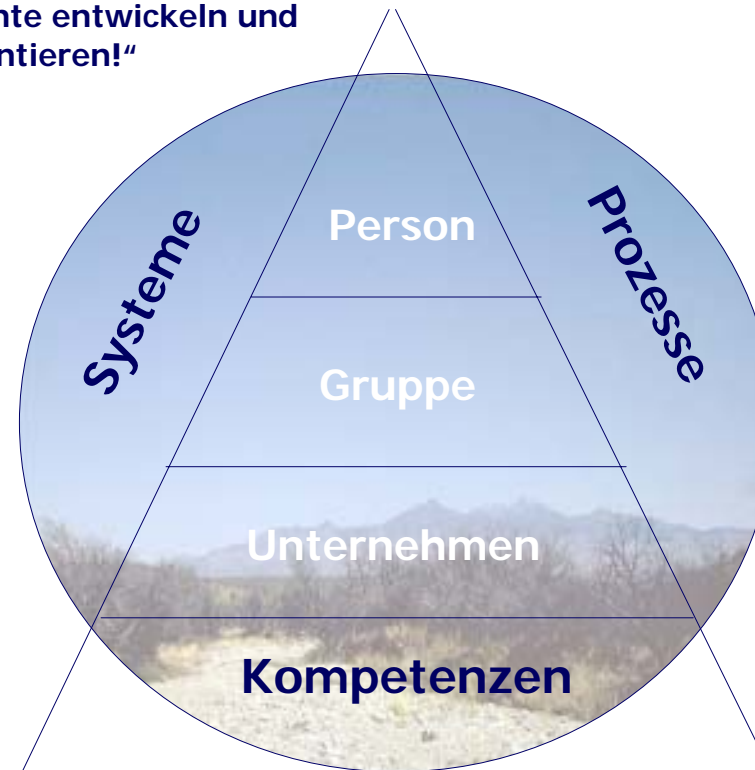 nte entwickeln und
ntieren!“
Person
Systeme
Prozesse
Gruppe
Unternehmen
Kompetenzen